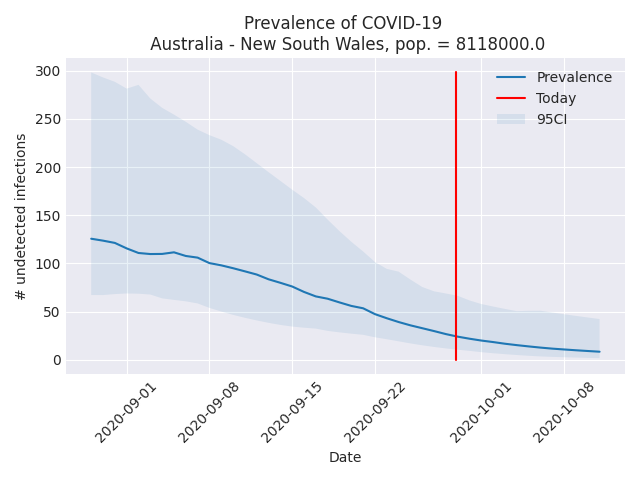 Prevalence of COVID-19
Australia - New South Wales, pop. = 8118000.0
300
250
200
150
100
50
0
# undetected infections
Prevalence
Today
95CI
2020-09-01
2020-09-08
2020-09-15
2020-09-22
2020-10-01
2020-10-08
Date